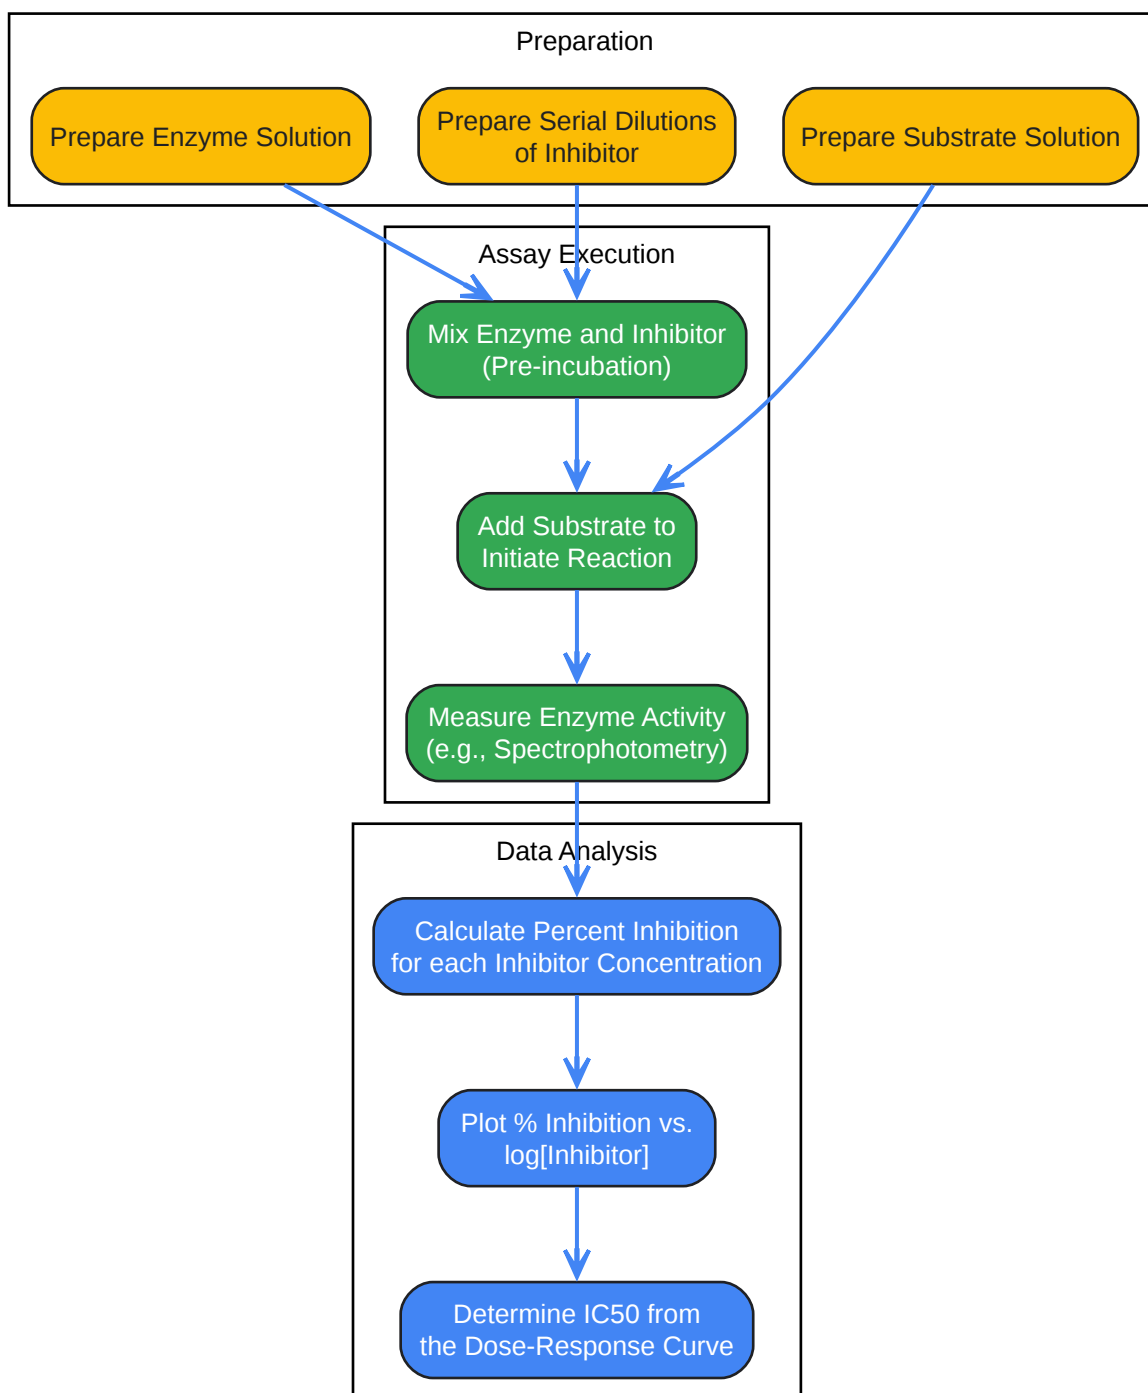 Preparation
Prepare Enzyme Solution
Prepare Serial Dilutions
of Inhibitor
Prepare Substrate Solution
Assay Execution
Mix Enzyme and Inhibitor
(Pre-incubation)
Add Substrate to
Initiate Reaction
Measure Enzyme Activity
(e.g., Spectrophotometry)
Data Analysis
Calculate Percent Inhibition
for each Inhibitor Concentration
Plot % Inhibition vs.
log[Inhibitor]
Determine IC50 from
the Dose-Response Curve